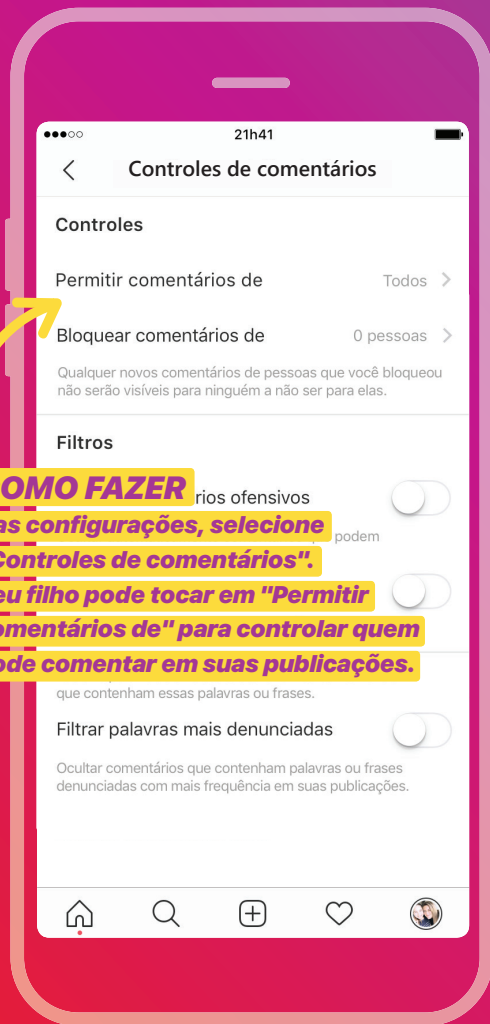 21h41
Controles de comentários
Controles
Permitir comentários de Todos
Bloquear comentários de 0 pessoas
Qualquer novos comentários de pessoas que você bloqueou
não serão visíveis para ninguém a não ser para elas.
Filtros
OMO FAZER
rios ofensivos
as configurações, selecione
podem
Controles de comentários".
eu filho pode tocar em "Permitir
omentários de" para controlar quem
ode comentar em suas publicações.
que contenham essas palavras ou frases.
Filtrar palavras mais denunciadas
Ocultar comentários que contenham palavras ou frases
denunciadas com mais frequência em suas publicações.